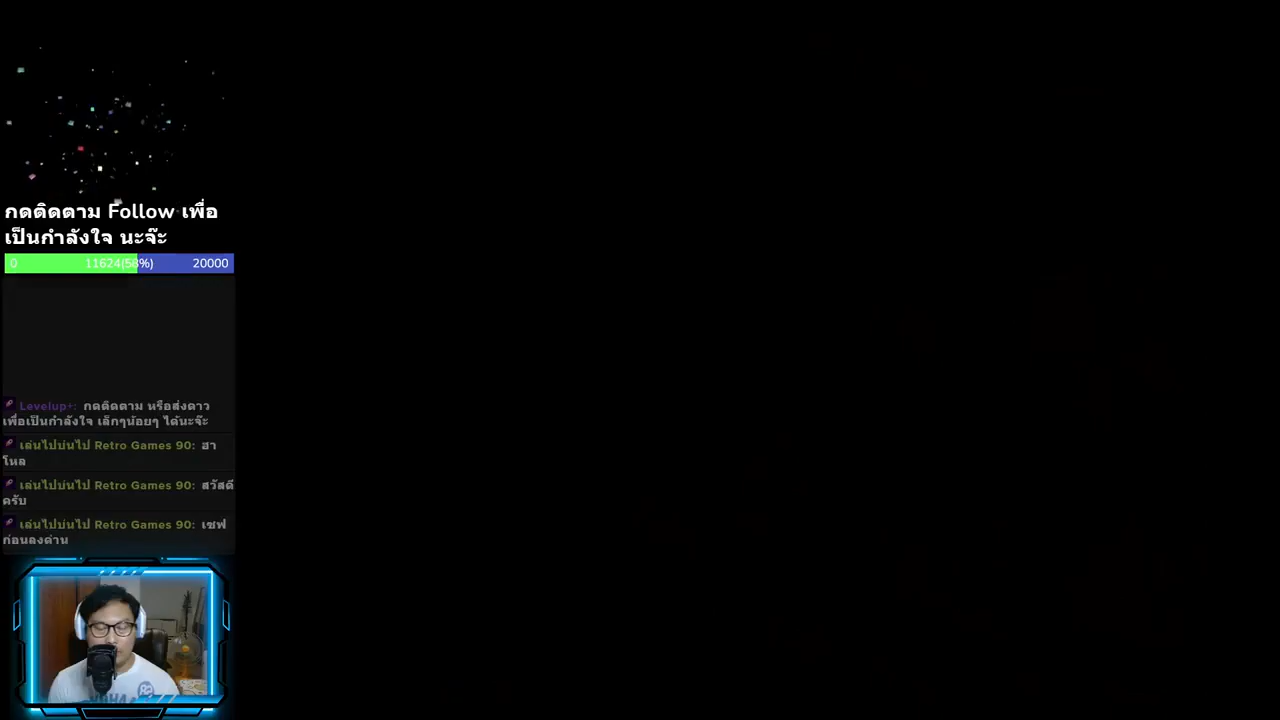 กดติดตาม Follow เพื่อ
เป็นกำลังใจ นะจ๊ะ
0 11624(58%) 20000
Levelup+: กดติดตาม หรือส่งดาว
เพื่อเป็นกำลังใจ เล็กๆน้อยๆ ได้นะจ๊ะ
เล่นไปบ่นไป Retro Games 90: ฮา
โหล
เล่นไปบ่นไป Retro Games 90: สวัสดี
ครับ
เล่นไปบ่นไป Retro Games 90: เซฟ
ก่อนลงด่าน